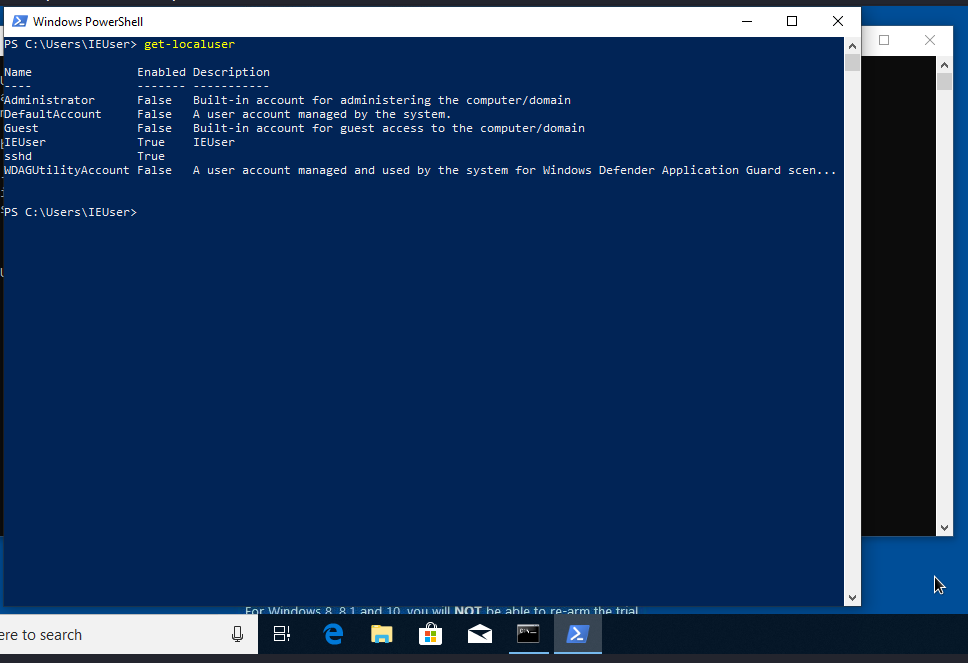 Windows PowerShell
PS C:\Users\IEUser> get-localuser
Name Enabled Description
---- ------- -----------
Administrator False Built-in account for administering the computer/domain
DefaultAccount False A user account managed by the system.
Guest False Built-in account for guest access to the computer/domain
IEUser True IEUser
sshd True
WDAGUtilityAccount False A user account managed and used by the system for Windows Defender Application Guard scen...
PS C:\Users\IEUser>
For Windows 8, 8.1 and 10, you will NOT be able to re-arm the trial.
ere to search